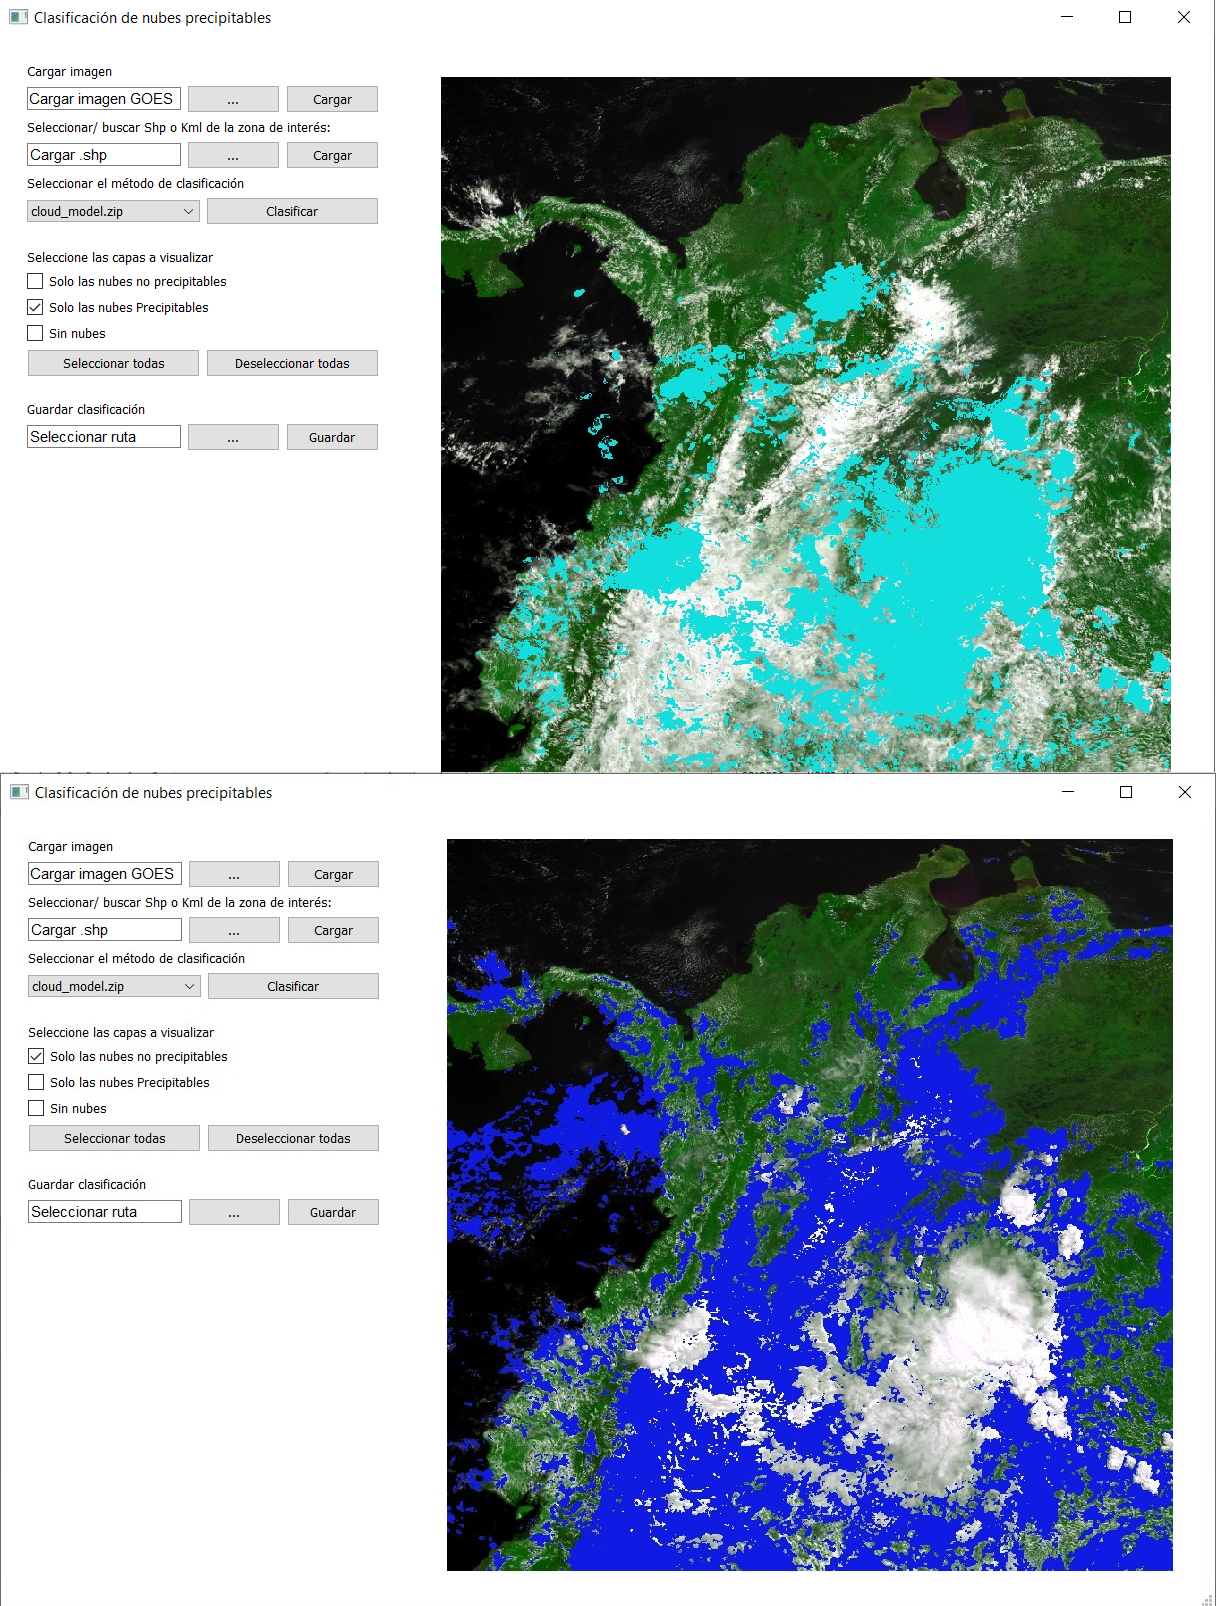 Clasificación de nubes precipitables
Cargar imagen
Cargar imagen GOES ... Cargar
Seleccionar/ buscar Shp o Kml de la zona de interés:
Cargar .shp ... Cargar
Seleccionar el método de clasificación
cloud_model.zip Clasificar
Seleccione las capas a visualizar
Solo las nubes no precipitables
Solo las nubes Precipitables
Sin nubes
Seleccionar todas Deseleccionar todas
Guardar clasificación
Seleccionar ruta ... Guardar
Clasificación de nubes precipitables
Cargar imagen
Cargar imagen GOES ... Cargar
Seleccionar/ buscar Shp o Kml de la zona de interés:
Cargar .shp ... Cargar
Seleccionar el método de clasificación
cloud_model.zip Clasificar
Seleccione las capas a visualizar
Solo las nubes no precipitables
Solo las nubes Precipitables
Sin nubes
Seleccionar todas Deseleccionar todas
Guardar clasificación
Seleccionar ruta ... Guardar